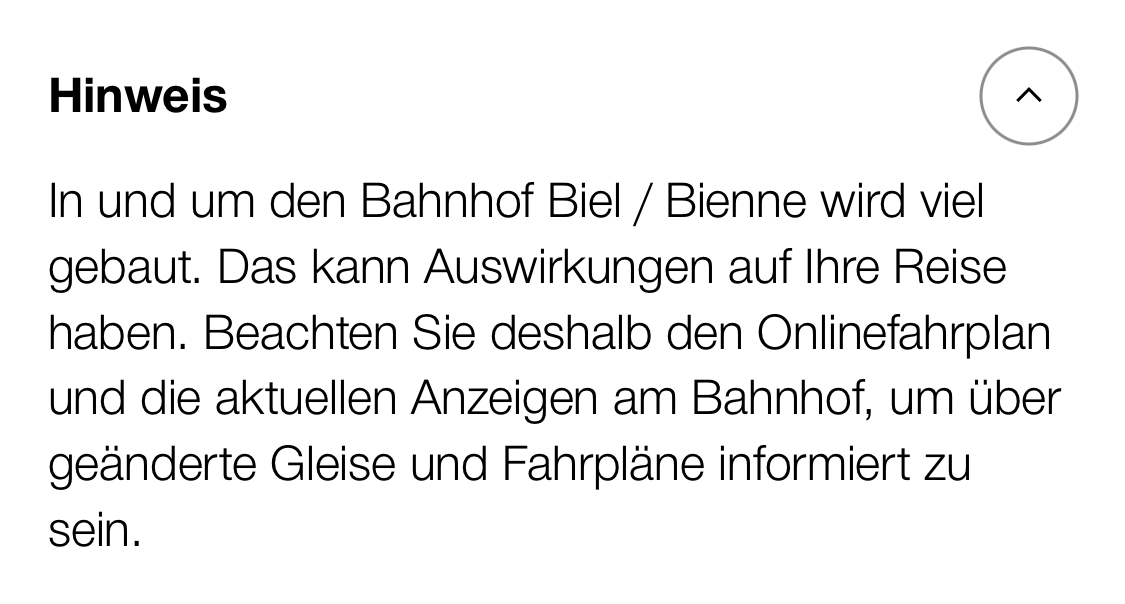 Hinweis
In und um den Bahnhof Biel / Bienne wird viel
gebaut. Das kann Auswirkungen auf Ihre Reise
haben. Beachten Sie deshalb den Onlinefahrplan
und die aktuellen Anzeigen am Bahnhof, um über
geänderte Gleise und Fahrpläne informiert zu
sein.